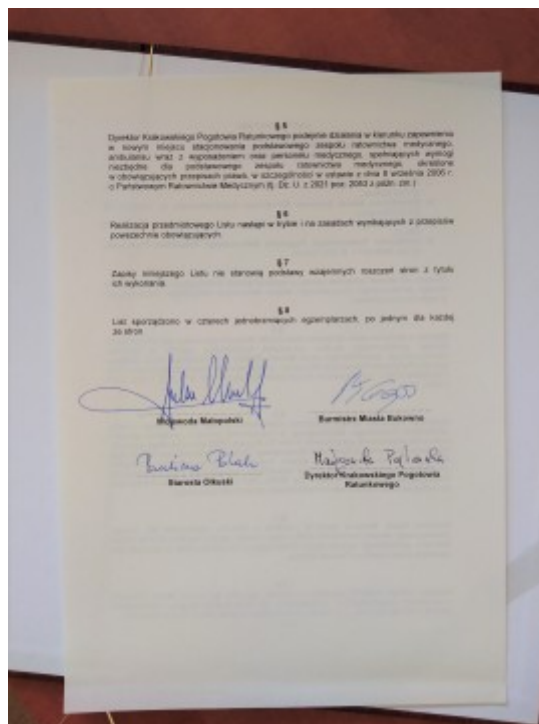 § 5
Dyrektor Krakowskiego Pogotowia Ratunkowego podejmie działania w kierunku zapewnienia
w nowym miejscu stacjonowania podstawowego zespołu ratownictwa medycznego,
ambulansu wraz z wyposażeniem oraz personelu medycznego, spełniających wymogi
niezbędne dla podstawowego zespołu ratownictwa medycznego, określone
w obowiązujących przepisach prawa, w szczególności w ustawie z dnia 8 września 2006 r.
o Państwowym Ratownictwie Medycznym (tj. Dz. U. z 2021 poz. 2053 z późn. zm.)
§ 6
Realizacja przedmiotowego Listu nastąpi w trybie i na zasadach wynikających z przepisów
powszechnie obowiązujących.
§ 7
Zapisy niniejszego Listu nie stanowią podstawy wzajemnych roszczeń stron z tytułu
ich wykonania.
§ 8
List sporządzono w czterech jednobrzmiących egzemplarzach, po jednym dla każdej
ze stron.
Wojewoda Małopolski
Burmistrz Miasta Bukowno
Starosta Olkuski
Dyrektor Krakowskiego Pogotowia
Ratunkowego